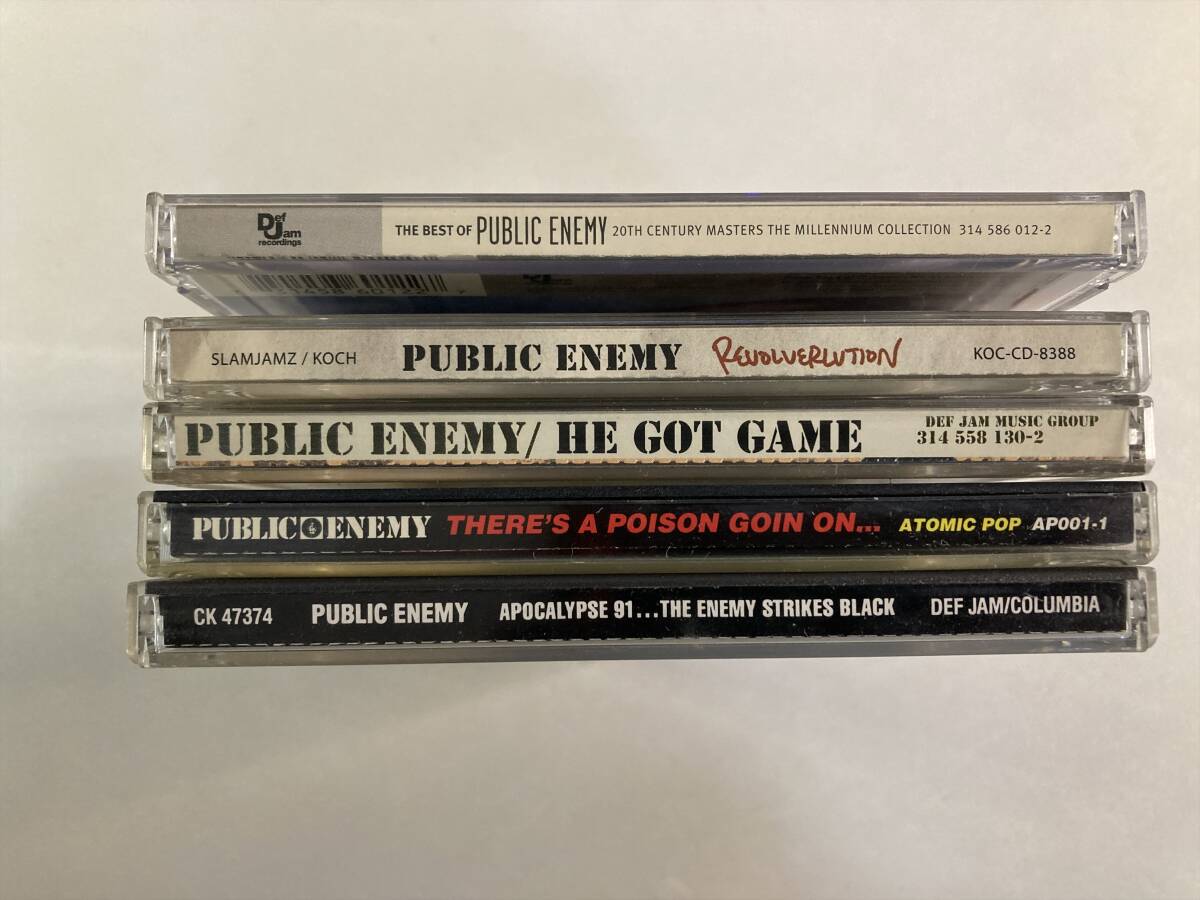 Def
Jam
recordings
THE BEST OF PUBLIC ENEMY 20TH CENTURY MASTERS THE MILLENNIUM COLLECTION 314 586 012-2
SLAMJAMZ / KOCH PUBLIC ENEMY REVOLVERLUTION KOC-CD-8388
PUBLIC ENEMY/ HE GOT GAME
DEF JAM MUSIC GROUP
314 558 130-2
PUBLIC ENEMY THERE'S A POISON GOIN ON... ATOMIC POP AP001-1
CK 47374 PUBLIC ENEMY APOCALYPSE 91...THE ENEMY STRIKES BLACK DEF JAM/COLUMBIA